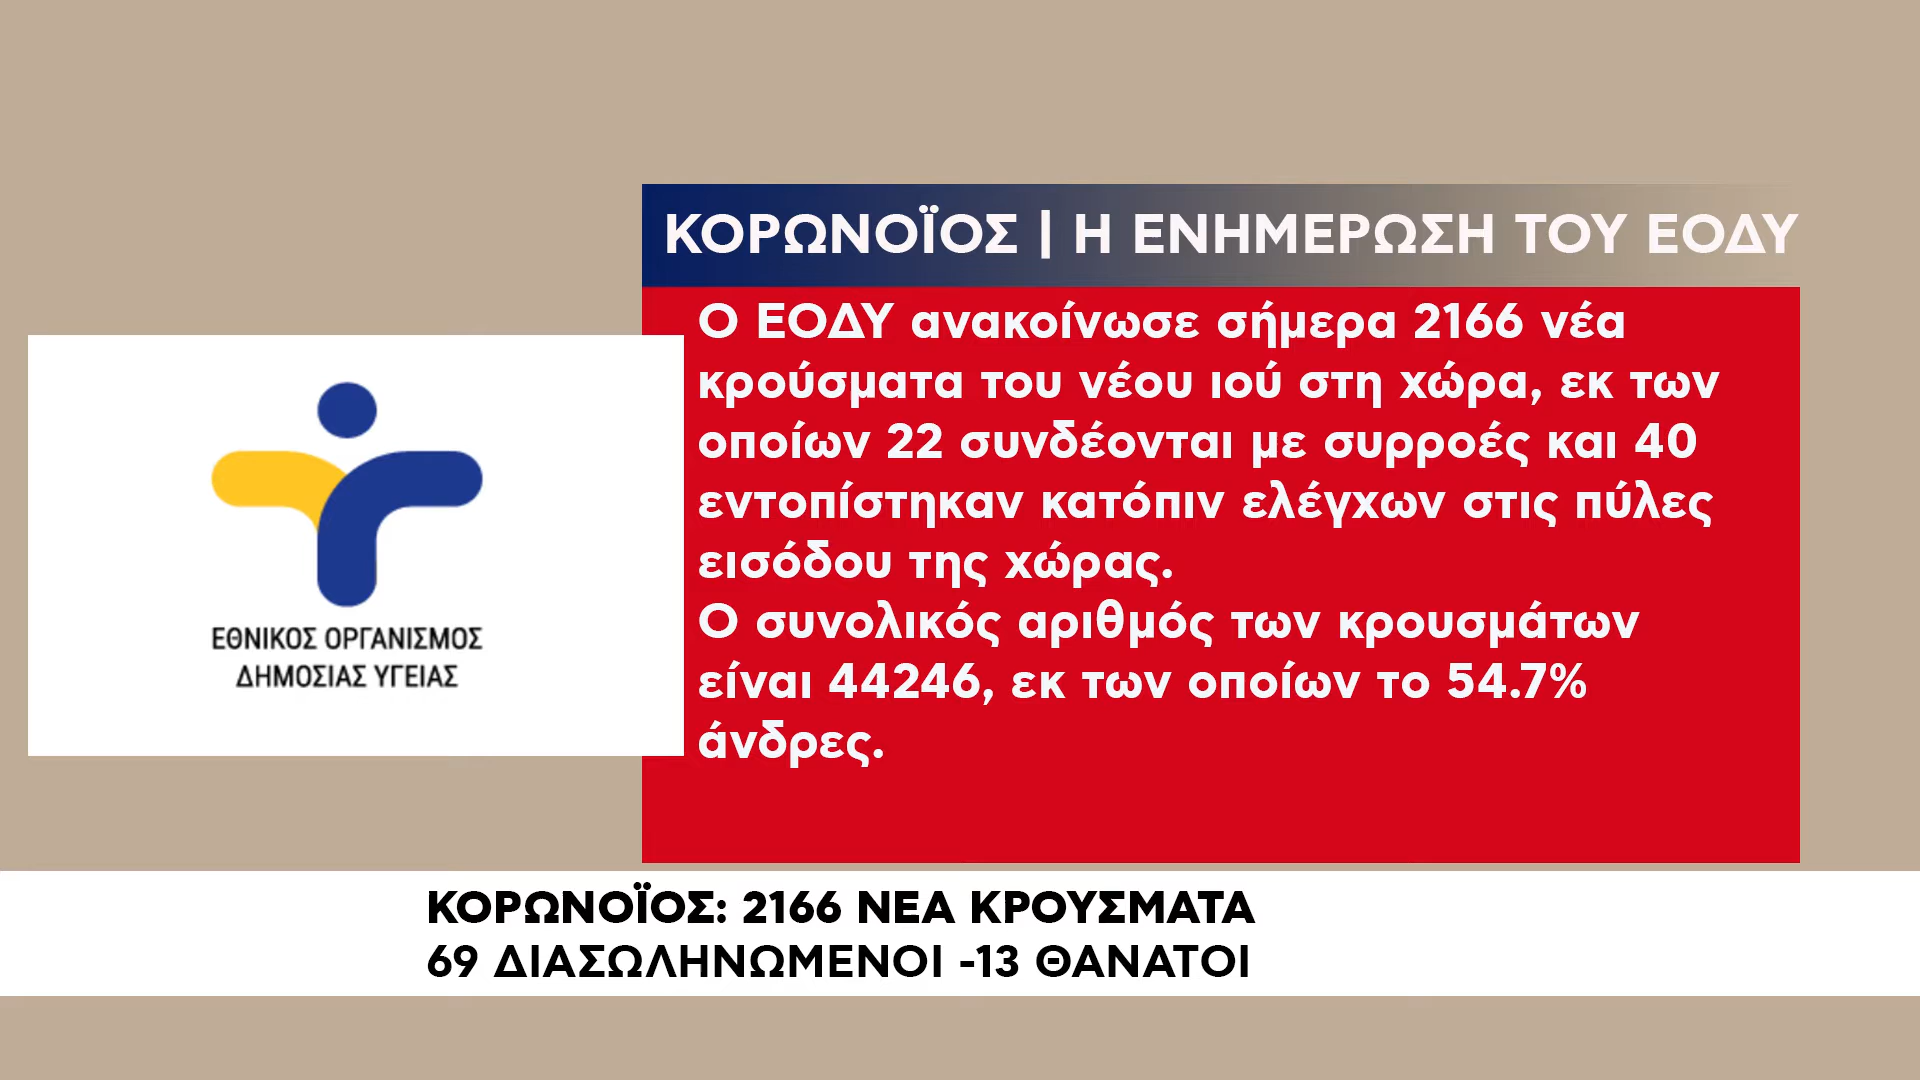 ΚΟΡΩΝΟΪΟΣ | Η ΕΝΗΜΕΡΩΣΗ ΤΟΥ ΕΟΔΥ
Ο ΕΟΔΥ ανακοίνωσε σήμερα 2166 νέα
κρούσματα του νέου ιού στη χώρα, εκ των
οποίων 22 συνδέονται με συρροές και 40
εντοπίστηκαν κατόπιν ελέγχων στις πύλες
εισόδου της χώρας.
Ο συνολικός αριθμός των κρουσμάτων
είναι 44246, εκ των οποίων το 54.7%
άνδρες.
ΕΘΝΙΚΟΣ ΟΡΓΑΝΙΣΜΟΣ
ΔΗΜΟΣΙΑΣ ΥΓΕΙΑΣ
ΚΟΡΩΝΟΪΟΣ: 2166 ΝΕΑ ΚΡΟΥΣΜΑΤΑ
69 ΔΙΑΣΩΛΗΝΩΜΕΝΟΙ -13 ΘΑΝΑΤΟΙ